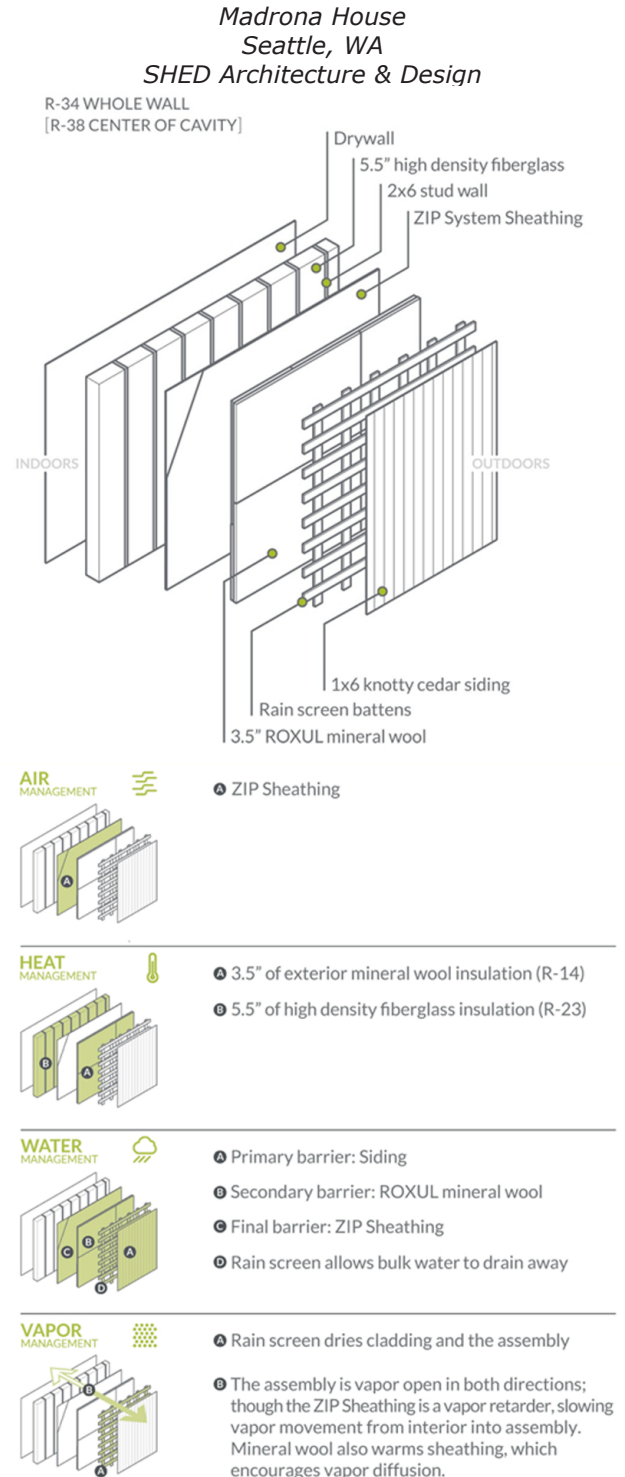 Madrona House
Seattle, WA
SHED Architecture & Design
R-34 WHOLE WALL
[R-38 CENTER OF CAVITY]
Drywall
5.5” high density fiberglass
2x6 stud wall
ZIP System Sheathing
INDOORS
OUTDOORS
1x6 knotty cedar siding
Rain screen battens
3.5” ROXUL mineral wool
AIR
MANAGEMENT
A ZIP Sheathing
A
HEAT
MANAGEMENT
A 3.5” of exterior mineral wool insulation (R-14)
B 5.5” of high density fiberglass insulation (R-23)
B
A
WATER
MANAGEMENT
A Primary barrier: Siding
B Secondary barrier: ROXUL mineral wool
C Final barrier: ZIP Sheathing
D Rain screen allows bulk water to drain away
C
B
A
D
VAPOR
MANAGEMENT
A Rain screen dries cladding and the assembly
B The assembly is vapor open in both directions;
though the ZIP Sheathing is a vapor retarder, slowing
vapor movement from interior into assembly.
Mineral wool also warms sheathing, which
encourages vapor diffusion.
B
A